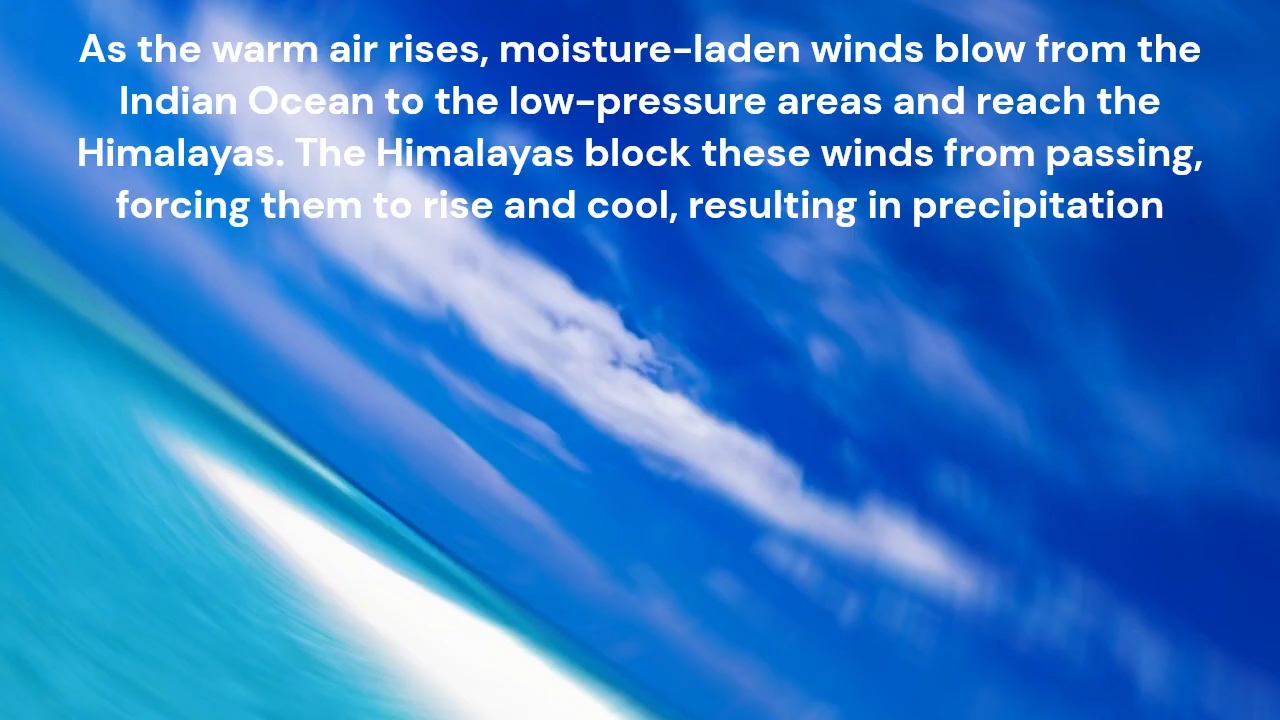 As the warm air rises, moisture-laden winds blow from the
Indian Ocean to the low-pressure areas and reach the
Himalayas. The Himalayas block these winds from passing,
forcing them to rise and cool, resulting in precipitation